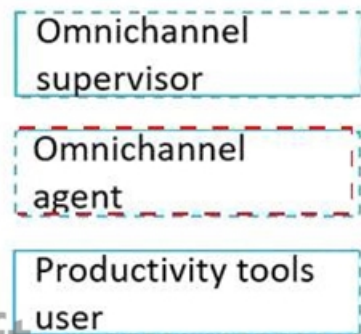 Omnichannel
supervisor
Omnichannel
agent
Productivity tools
user